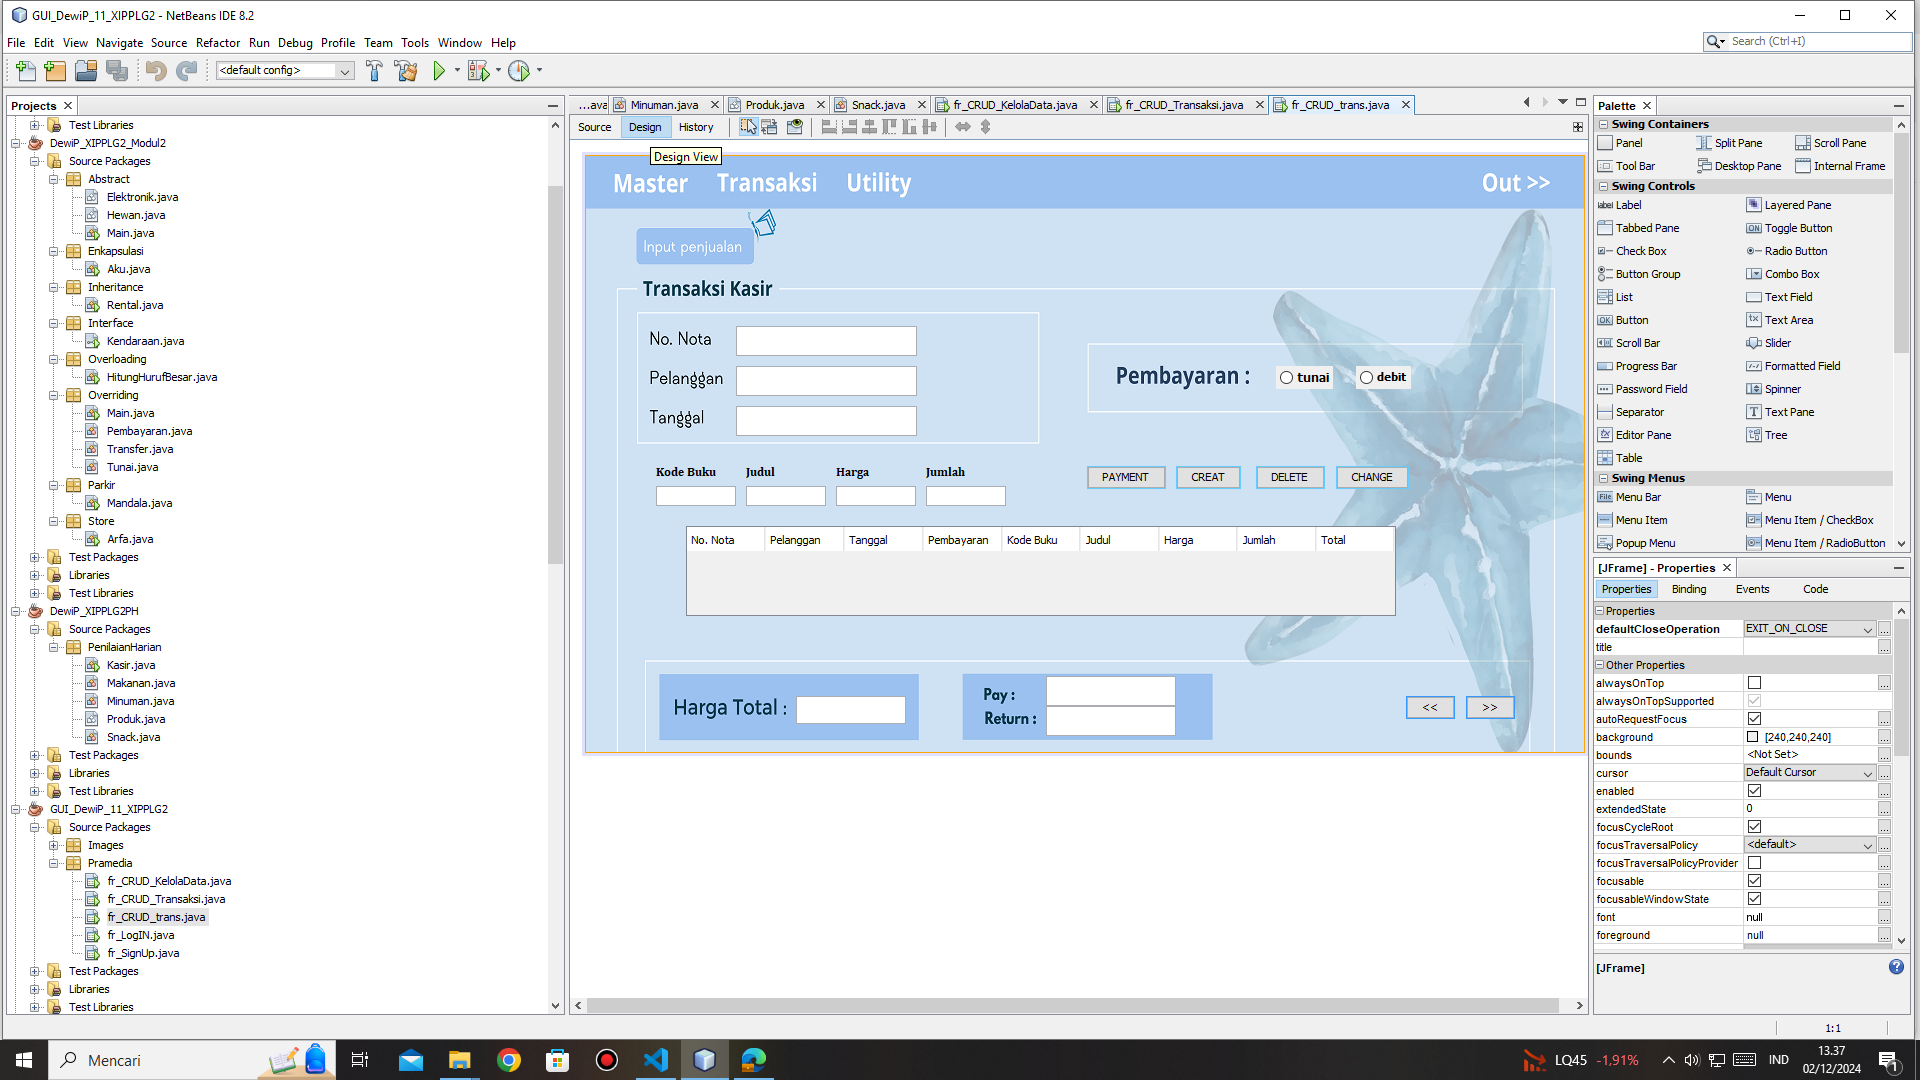 GUI_DewiP_11_XIPPLG2 - NetBeans IDE 8.2
File Edit View Navigate Source Refactor Run Debug Profile Team Tools Window Help
Search (Ctrl+I)
<default config>
Projects
Test Libraries
DewiP_XIPPLG2_Modul2
Source Packages
Abstract
Elektronik.java
Hewan.java
Main.java
Enkapsulasi
Aku.java
Inheritance
Rental.java
Interface
Kendaraan.java
Overloading
HitungHurufBesar.java
Overriding
Main.java
Pembayaran.java
Transfer.java
Tunai.java
Parkir
Mandala.java
Store
Arfa.java
Test Packages
Libraries
Test Libraries
DewiP_XIPPLG2PH
Source Packages
PenilaianHarian
Kasir.java
Makanan.java
Minuman.java
Produk.java
Snack.java
Test Packages
Libraries
Test Libraries
GUI_DewiP_11_XIPPLG2
Source Packages
Images
Pramedia
fr_CRUD_KelolaData.java
fr_CRUD_Transaksi.java
fr_CRUD_trans.java
fr_LogIN.java
fr_SignUp.java
Test Packages
Libraries
Test Libraries
...ava Minuman.java Produk.java Snack.java fr_CRUD_KelolaData.java fr_CRUD_Transaksi.java fr_CRUD_trans.java
Source Design History
Design View
Master Transaksi Utility Out >>
Input penjualan
Transaksi Kasir
No. Nota
Pelanggan
Tanggal
Pembayaran : tunai debit
Kode Buku Judul Harga Jumlah
PAYMENT CREAT DELETE CHANGE
No. Nota Pelanggan Tanggal Pembayaran Kode Buku Judul Harga Jumlah Total
Harga Total :
Pay :
Return :
<< >>
Palette
Swing Containers
Panel Split Pane Scroll Pane
Tool Bar Desktop Pane Internal Frame
Swing Controls
label Label Layered Pane
Tabbed Pane ON Toggle Button
Check Box Radio Button
Button Group Combo Box
List Text Field
OK Button Text Area
Scroll Bar Slider
Progress Bar Formatted Field
Password Field Spinner
Separator Text Pane
Editor Pane Tree
Table
Swing Menus
File Menu Bar Menu
Menu Item Menu Item / CheckBox
Popup Menu Menu Item / RadioButton
[JFrame] - Properties
Properties Binding Events Code
Properties
defaultCloseOperation EXIT_ON_CLOSE ...
title ...
Other Properties
alwaysOnTop ...
alwaysOnTopSupported
autoRequestFocus ...
background [240,240,240] ...
bounds <Not Set> ...
cursor Default Cursor ...
enabled ...
extendedState 0 ...
focusCycleRoot ...
focusTraversalPolicy <default> ...
focusTraversalPolicyProvider ...
focusable ...
focusableWindowState ...
font null ...
foreground null ...
[JFrame]
1:1
Mencari
LQ45 -1,91%
IND
13.37
02/12/2024
1